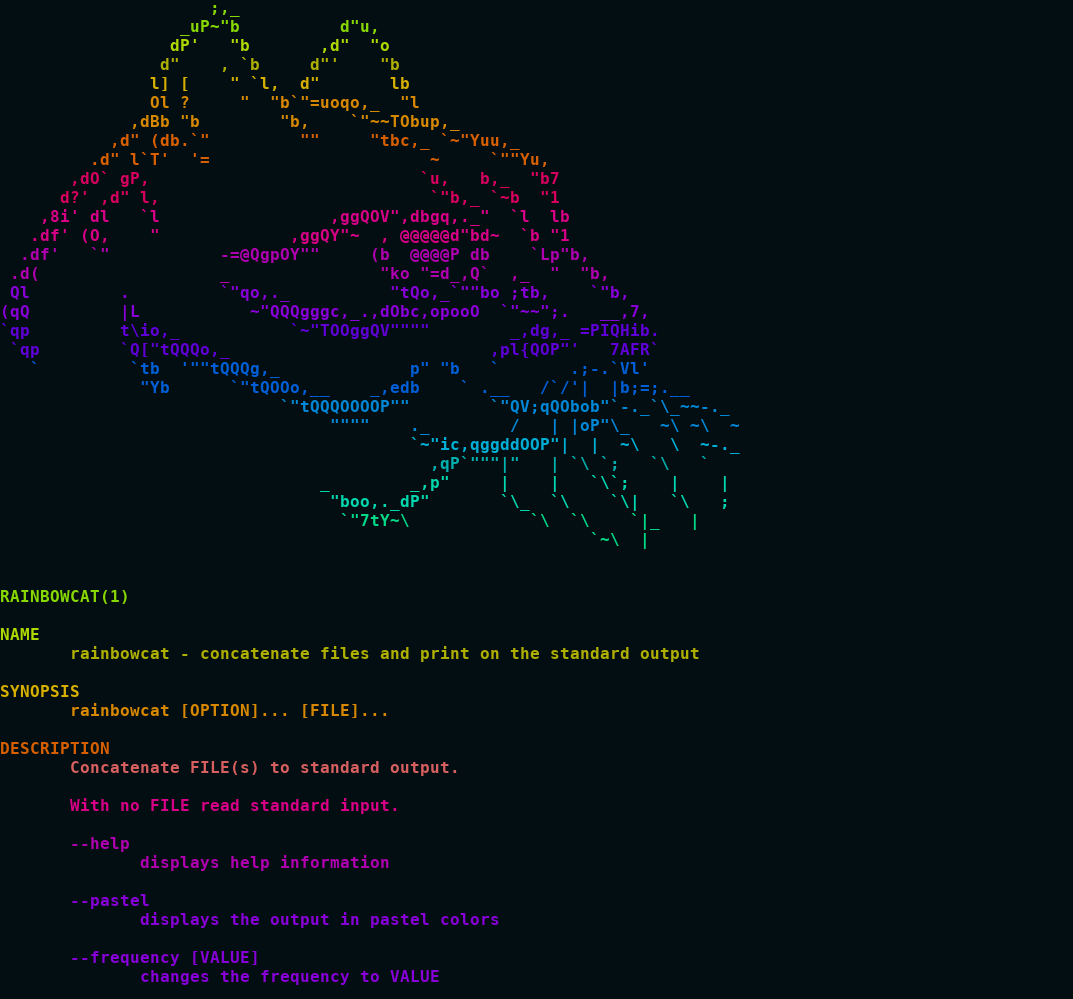 RAINBOWCAT(1)
NAME
rainbowcat - concatenate files and print on the standard output
SYNOPSIS
rainbowcat [OPTION]... [FILE]...
DESCRIPTION
Concatenate FILE(s) to standard output.
With no FILE read standard input.
--help
displays help information
--pastel
displays the output in pastel colors
--frequency [VALUE]
changes the frequency to VALUE